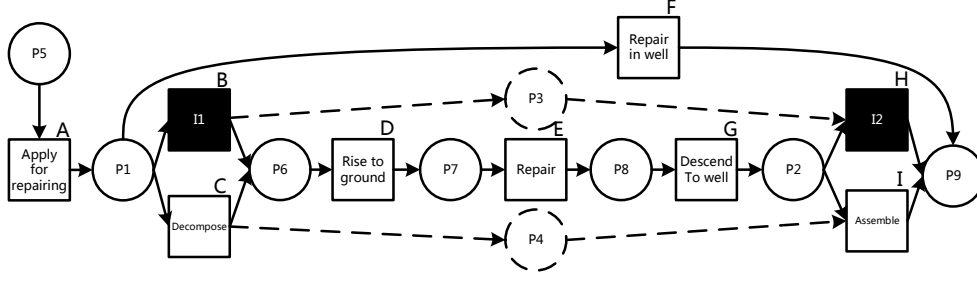 F
P5
Repair
in well
B
H
I1
P3
I2
A
D
E
G
Apply
for
repairing
P1
P6
Rise to
ground
P7
Repair
P8
Descend
To well
P2
P9
C
I
Decompose
P4
Assemble